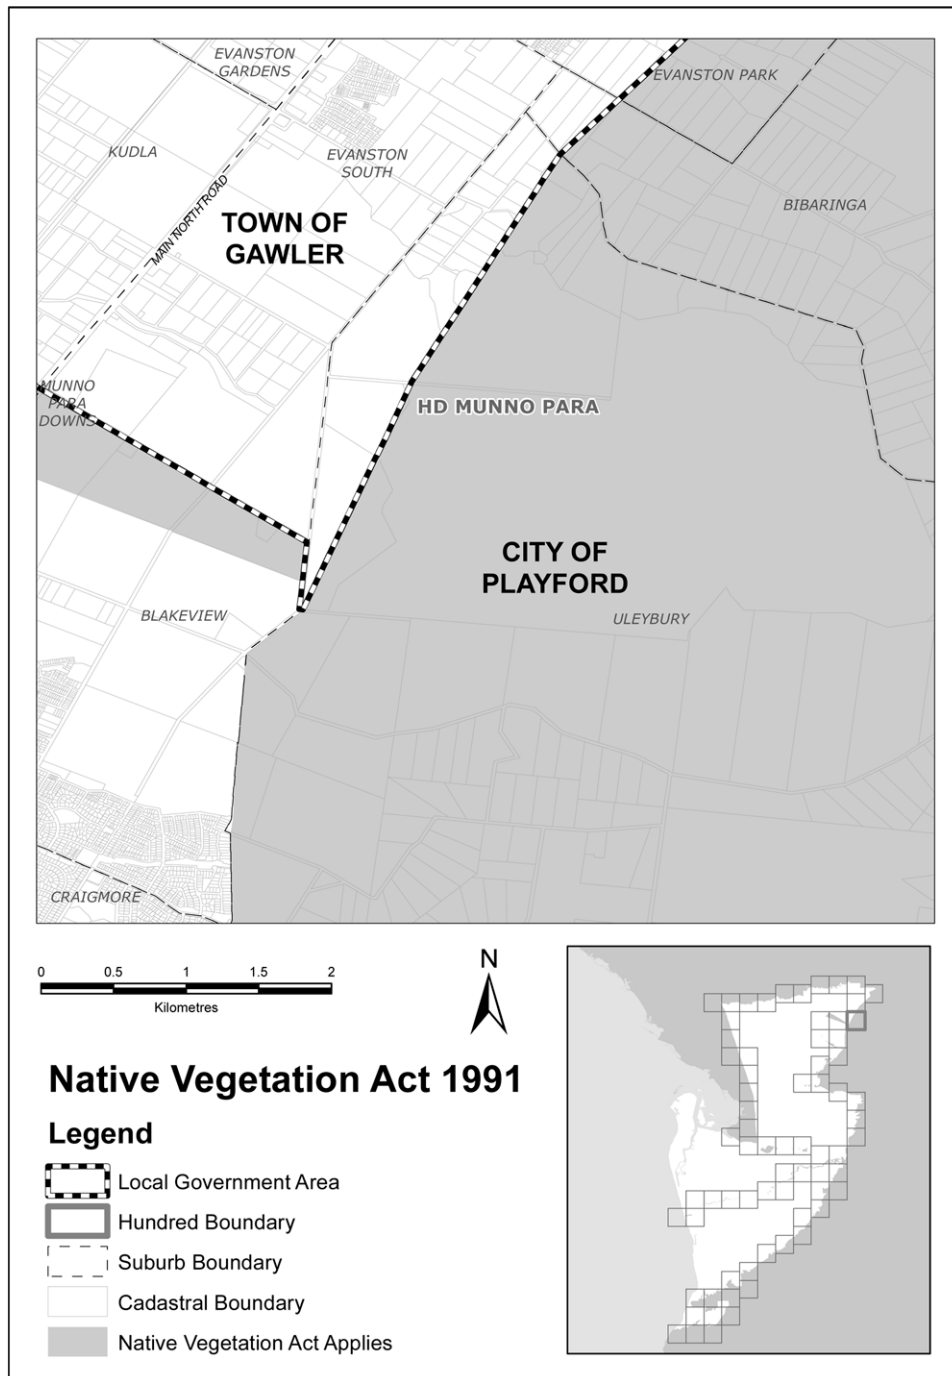 EVANSTON
GARDENS
EVANSTON PARK
KUDLA
EVANSTON
SOUTH
MAIN NORTH ROAD
TOWN OF
GAWLER
BIBARINGA
MUNNO
PARA
DOWNS
HD MUNNO PARA
CITY OF
PLAYFORD
BLAKEVIEW
ULEYBURY
CRAIGMORE
0 0.5 1 1.5 2
Kilometres
N
Native Vegetation Act 1991
Legend
Local Government Area
Hundred Boundary
Suburb Boundary
Cadastral Boundary
Native Vegetation Act Applies